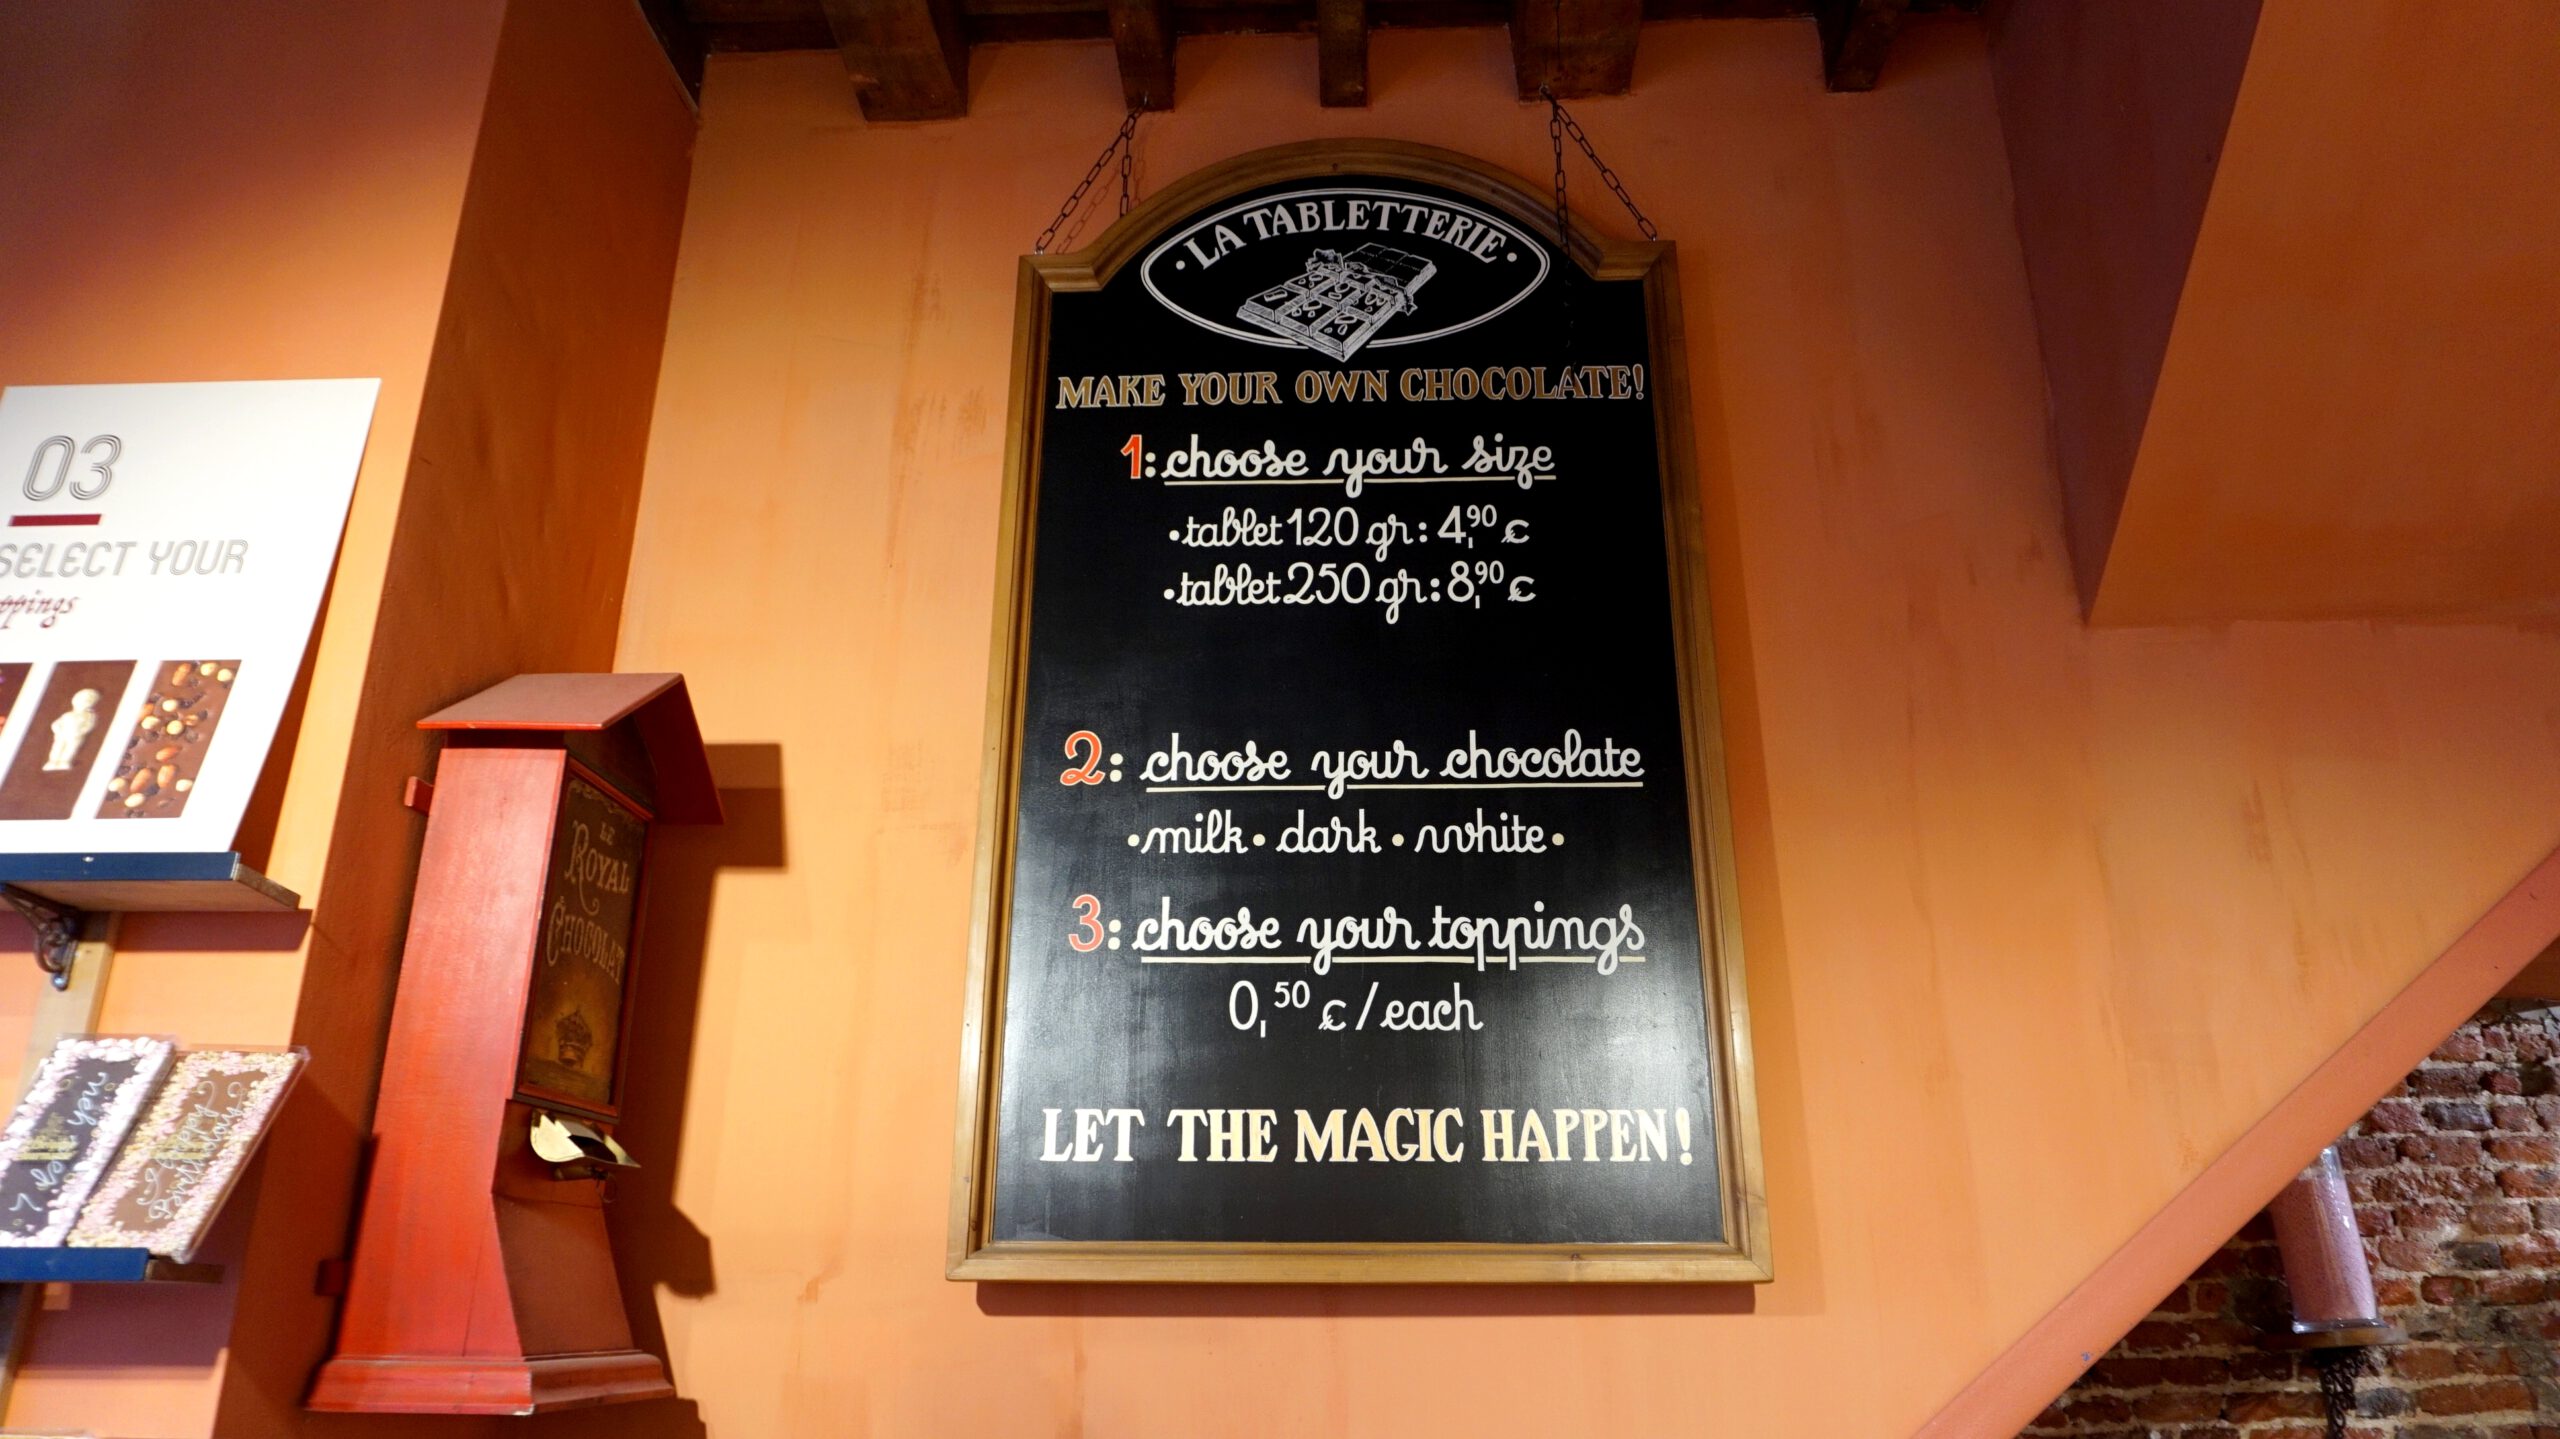 03
SELECT YOUR
LE
ROYAL
CHOCOLAT
• LA TABLETTERIE •
MAKE YOUR OWN CHOCOLATE!
1: choose your size
• tablet 120 gr: 4,90 €
• tablet 250 gr: 8,90 €
2: choose your chocolate
• milk • dark • white •
3: choose your toppings
0,50 € / each
LET THE MAGIC HAPPEN!